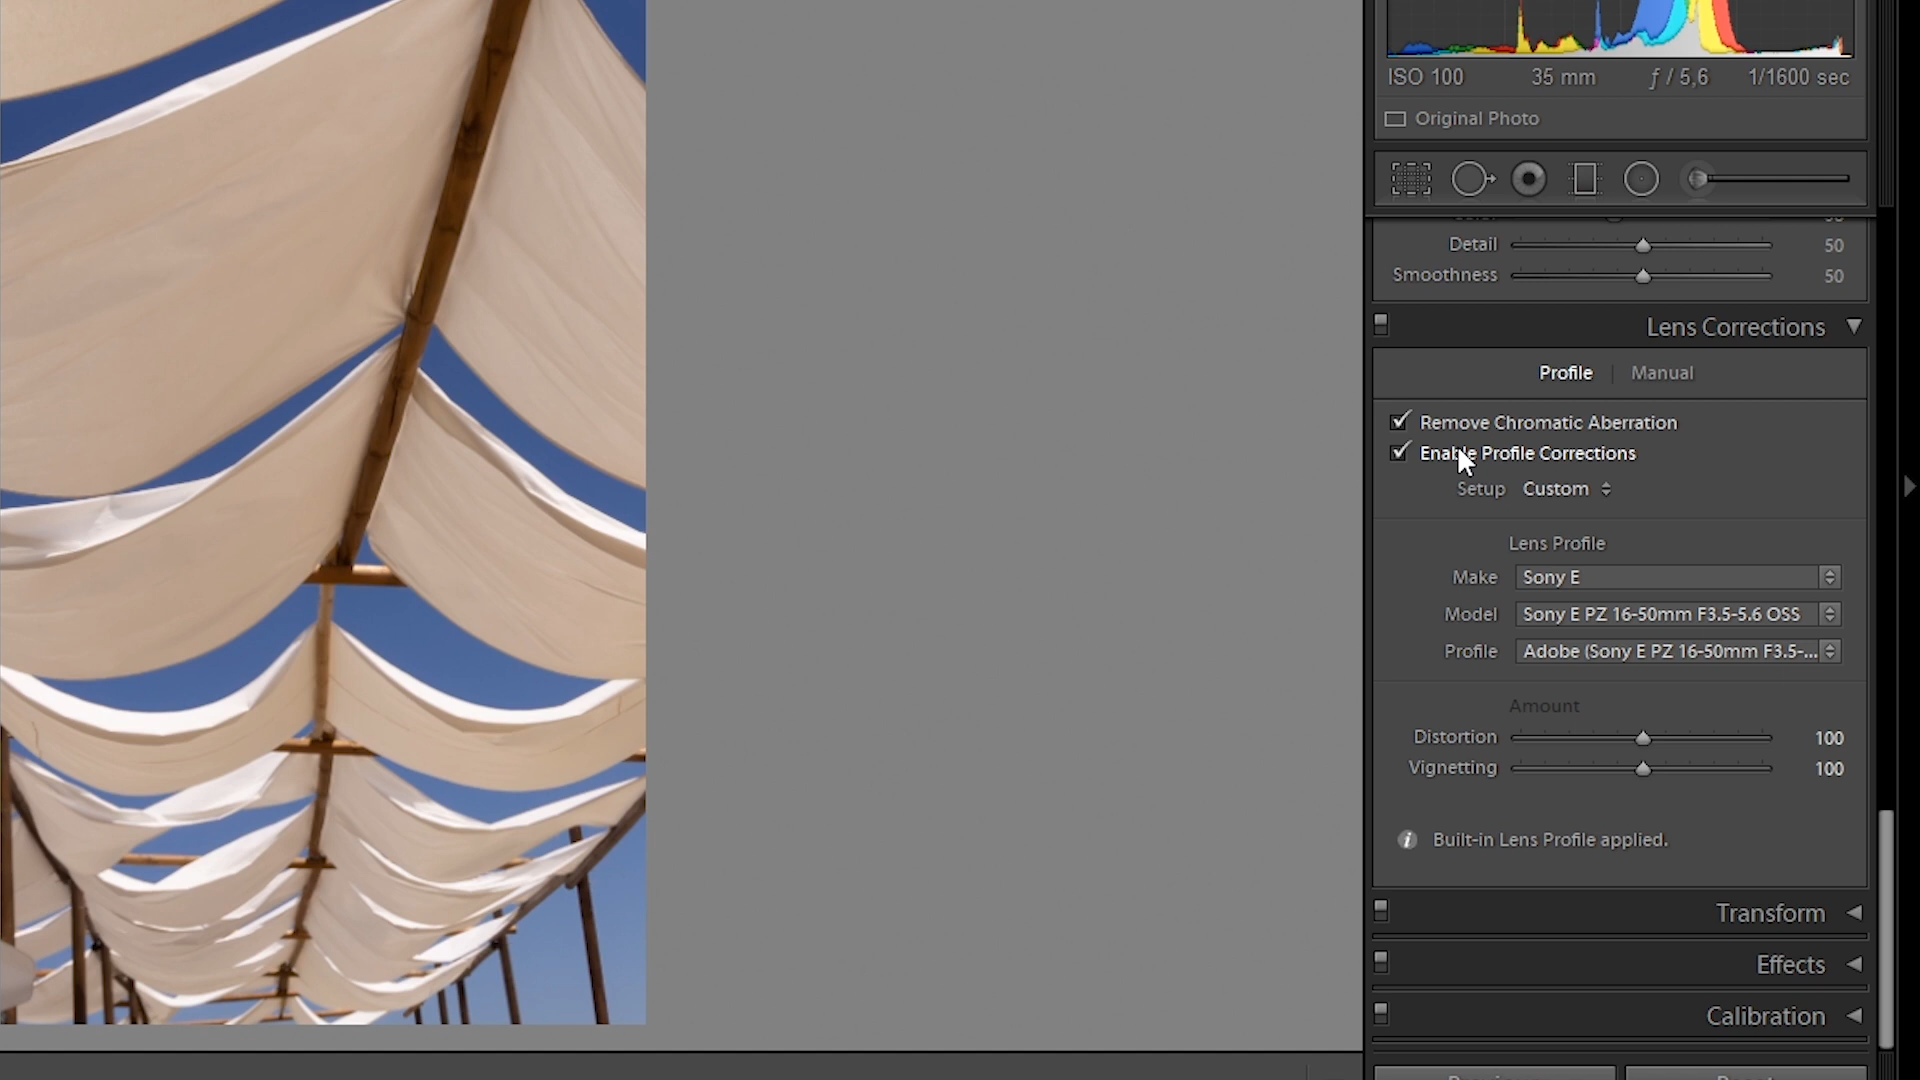 ISO 100 35 mm ƒ / 5,6 1/1600 sec
Original Photo
Detail 50
Smoothness 50
Lens Corrections
Profile | Manual
Remove Chromatic Aberration
Enable Profile Corrections
Setup Custom
Lens Profile
Make Sony E
Model Sony E PZ 16-50mm F3.5-5.6 OSS
Profile Adobe (Sony E PZ 16-50mm F3.5-...
Amount
Distortion 100
Vignetting 100
Built-in Lens Profile applied.
Transform
Effects
Calibration